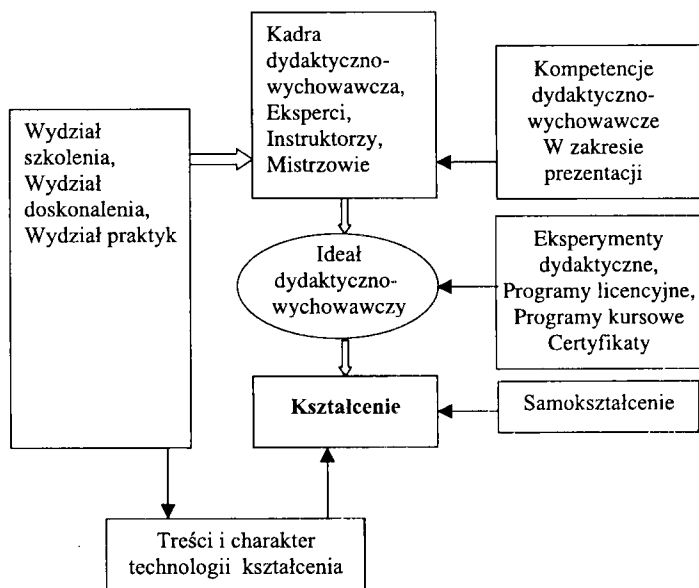 Kadra
dydaktyczno-
wychowawcza,
Eksperci,
Instruktorzy,
Mistrzowie
Kompetencje
dydaktyczno-
wychowawcze
W zakresie
prezentacji
Wydział
szkolenia,
Wydział
doskonalenia,
Wydział praktyk
Ideał
dydaktyczno-
wychowawczy
Eksperymenty
dydaktyczne,
Programy licencyjne,
Programy kursowe
Certyfikaty
Kształcenie
Samokształcenie
Treści i charakter
technologii kształcenia